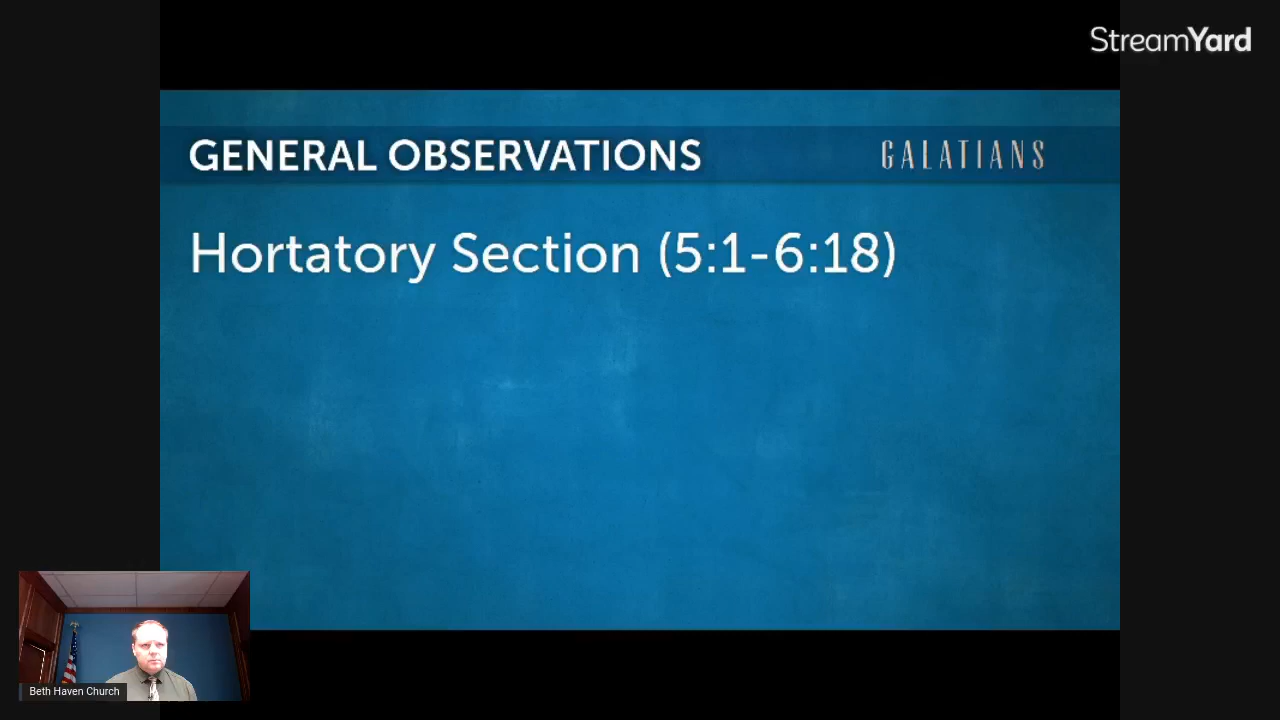 StreamYard
GENERAL OBSERVATIONS
GALATIANS
Hortatory Section (5:1-6:18)
Beth Haven Church